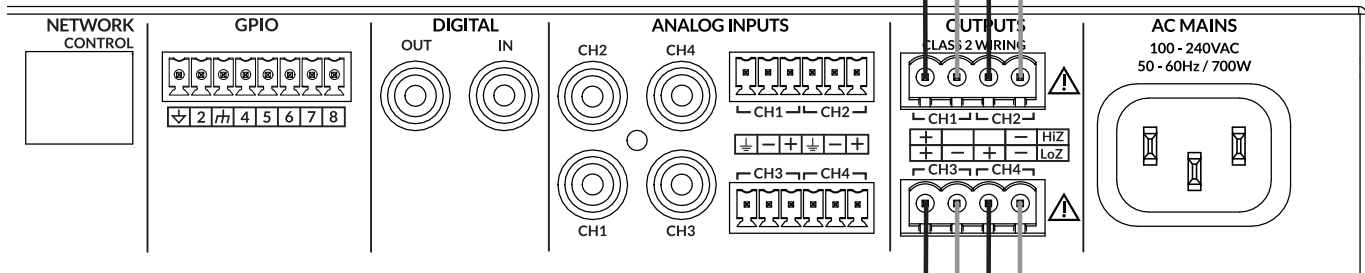 NETWORK
CONTROL
GPIO
⏚ 2 ⏛ 4 5 6 7 8
DIGITAL
OUT IN
ANALOG INPUTS
CH2 CH4
CH1 CH3
CH1 CH2
⏚ − + ⏚ − +
CH3 CH4
OUTPUTS
CLASS 2 WIRING
CH1 CH2
+ − HiZ
+ − + − LoZ
CH3 CH4
AC MAINS
100 - 240VAC
50 - 60Hz / 700W